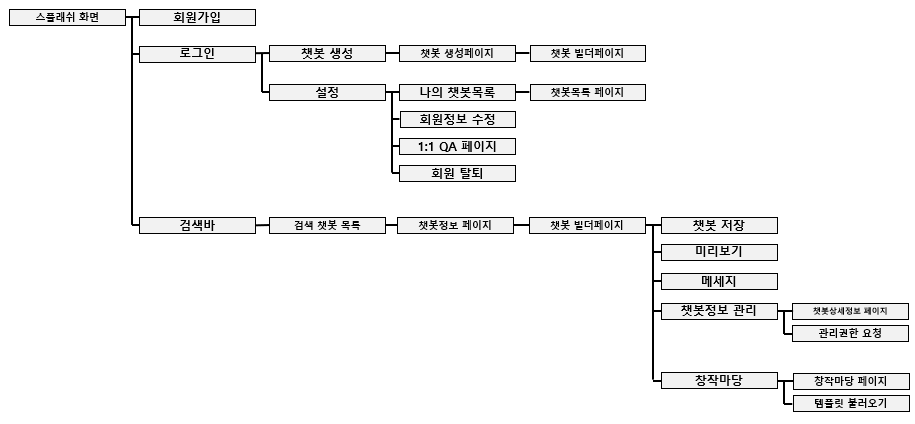 스플레쉬 화면
회원가입
로그인
챗봇 생성
챗봇 생성페이지
챗봇 빌더페이지
설정
나의 챗봇목록
챗봇목록 페이지
회원정보 수정
1:1 QA 페이지
회원 탈퇴
검색바
검색 챗봇 목록
챗봇정보 페이지
챗봇 빌더페이지
챗봇 저장
미리보기
메세지
챗봇정보 관리
챗봇상세정보 페이지
관리권한 요청
창작마당
창작마당 페이지
템플릿 불러오기